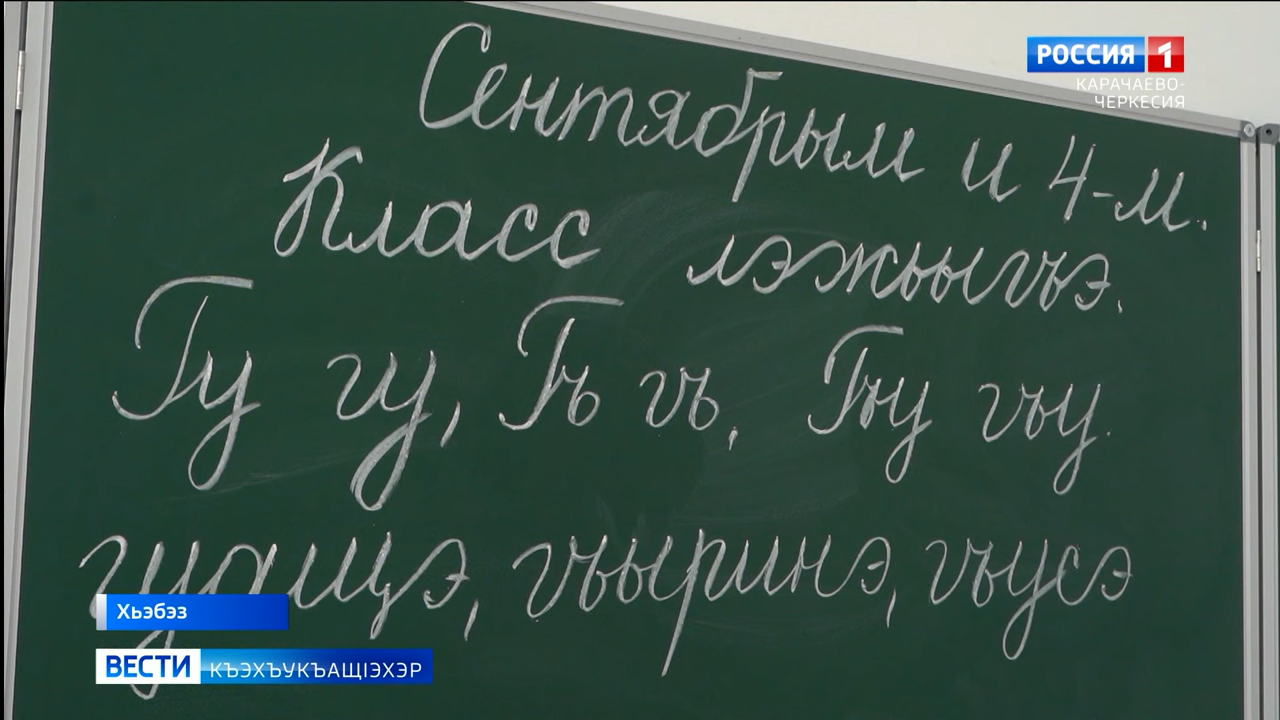 РОССИЯ 1
КАРАЧАЕВО-
ЧЕРКЕСИЯ
Сентябрым и 4-м.
Класс лэжьыгъэ.
Гу гу, Гъ гъ, Гъу гъу.
гуащэ, гъыринэ, гъусэ
Хьэбэз
ВЕСТИ КЪЭХЪУКЪАЩІЭХЭР